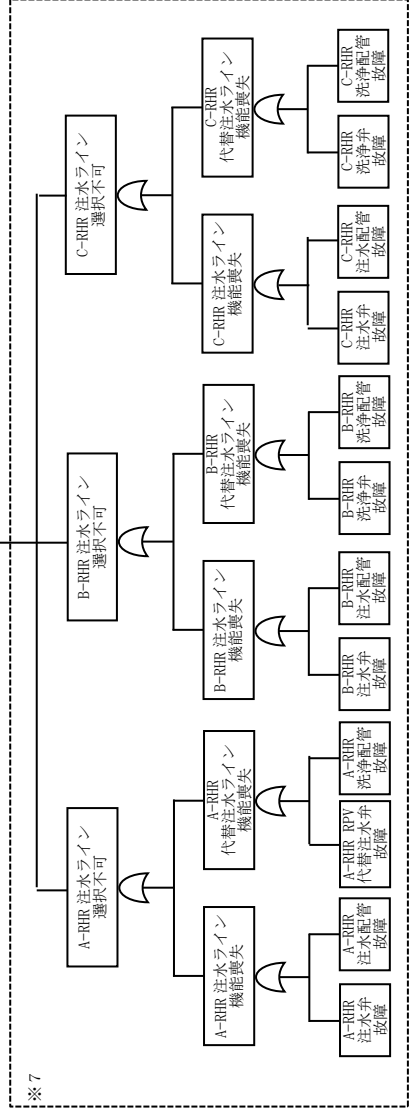 ※7
A-RHR 注水ライン
選択不可
B-RHR 注水ライン
選択不可
C-RHR 注水ライン
選択不可
A-RHR 注水ライン
機能喪失
A-RHR
代替注水ライン
機能喪失
B-RHR 注水ライン
機能喪失
B-RHR
代替注水ライン
機能喪失
C-RHR 注水ライン
機能喪失
C-RHR
代替注水ライン
機能喪失
A-RHR
注水弁
故障
A-RHR
注水配管
故障
A-RHR RPV
代替注水弁
故障
A-RHR
洗浄配管
故障
B-RHR
注水弁
故障
B-RHR
注水配管
故障
B-RHR
洗浄弁
故障
B-RHR
洗浄配管
故障
C-RHR
注水弁
故障
C-RHR
注水配管
故障
C-RHR
洗浄弁
故障
C-RHR
洗浄配管
故障